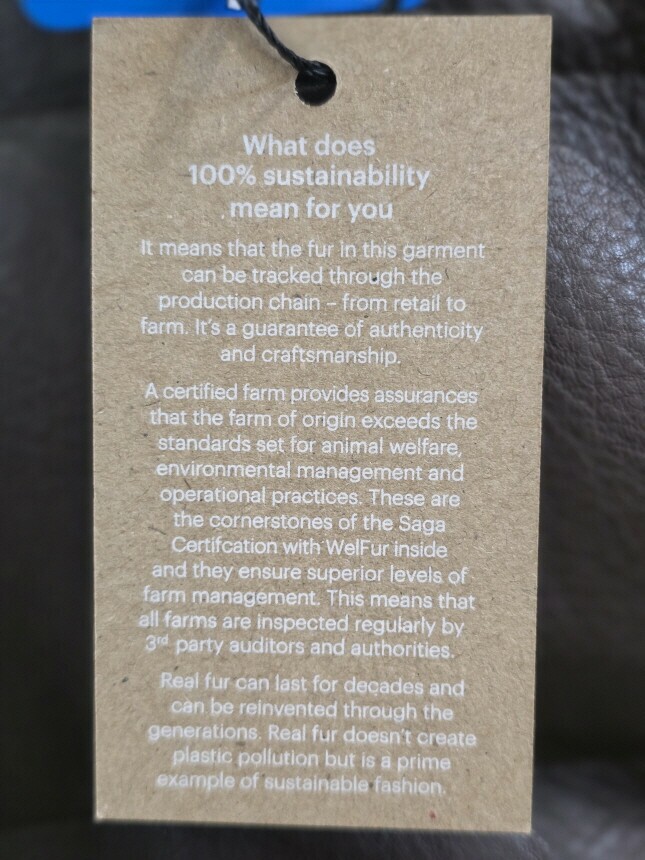 What does
100% sustainability
mean for you
It means that the fur in this garment
can be tracked through the
production chain – from retail to
farm. It's a guarantee of authenticity
and craftsmanship.
A certified farm provides assurances
that the farm of origin exceeds the
standards set for animal welfare,
environmental management and
operational practices. These are
the cornerstones of the Saga
Certifcation with WelFur inside
and they ensure superior levels of
farm management. This means that
all farms are inspected regularly by
3rd party auditors and authorities.
Real fur can last for decades and
can be reinvented through the
generations. Real fur doesn't create
plastic pollution but is a prime
example of sustainable fashion.